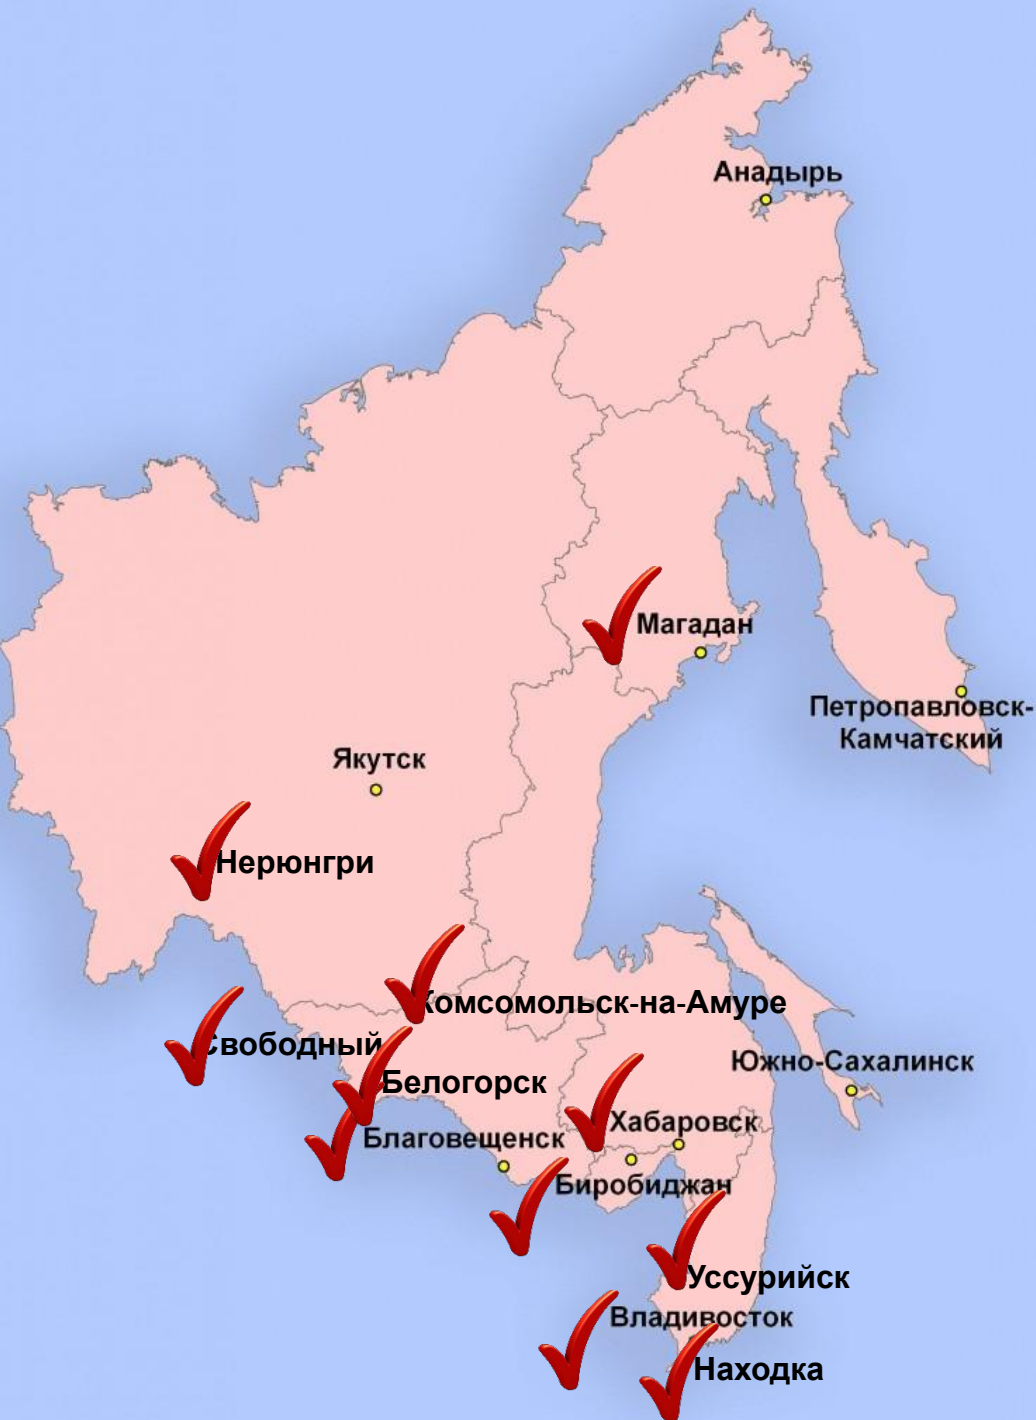 Анадырь
Магадан
Петропавловск-
Камчатский
Якутск
Нерюнгри
Комсомольск-на-Амуре
Свободный
Южно-Сахалинск
Белогорск
Хабаровск
Благовещенск
Биробиджан
Уссурийск
Владивосток
Находка